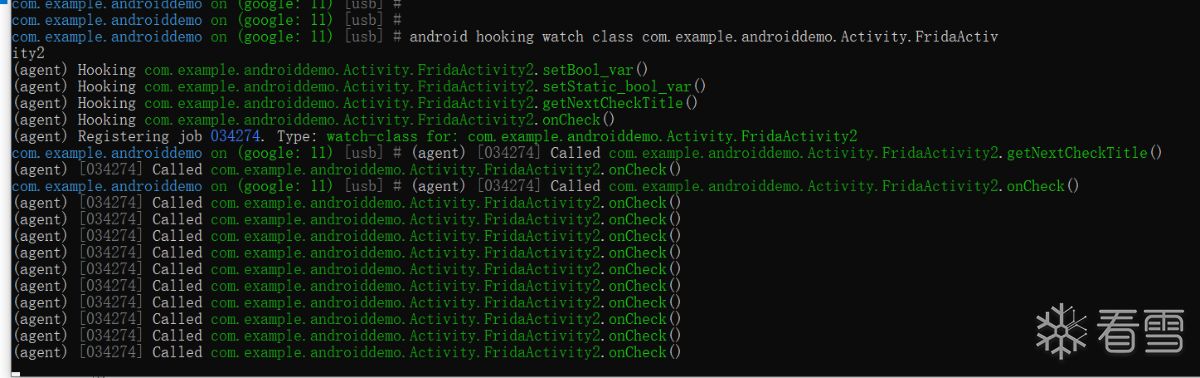 com.example.androiddemo on (google: 11) [usb] #
com.example.androiddemo on (google: 11) [usb] #
com.example.androiddemo on (google: 11) [usb] # android hooking watch class com.example.androiddemo.Activity.FridaActiv
ity2
(agent) Hooking com.example.androiddemo.Activity.FridaActivity2.setBool_var()
(agent) Hooking com.example.androiddemo.Activity.FridaActivity2.setStatic_bool_var()
(agent) Hooking com.example.androiddemo.Activity.FridaActivity2.getNextCheckTitle()
(agent) Hooking com.example.androiddemo.Activity.FridaActivity2.onCheck()
(agent) Registering job 034274. Type: watch-class for: com.example.androiddemo.Activity.FridaActivity2
com.example.androiddemo on (google: 11) [usb] # (agent) [034274] Called com.example.androiddemo.Activity.FridaActivity2.getNextCheckTitle()
(agent) [034274] Called com.example.androiddemo.Activity.FridaActivity2.onCheck()
com.example.androiddemo on (google: 11) [usb] # (agent) [034274] Called com.example.androiddemo.Activity.FridaActivity2.onCheck()
(agent) [034274] Called com.example.androiddemo.Activity.FridaActivity2.onCheck()
(agent) [034274] Called com.example.androiddemo.Activity.FridaActivity2.onCheck()
(agent) [034274] Called com.example.androiddemo.Activity.FridaActivity2.onCheck()
(agent) [034274] Called com.example.androiddemo.Activity.FridaActivity2.onCheck()
(agent) [034274] Called com.example.androiddemo.Activity.FridaActivity2.onCheck()
(agent) [034274] Called com.example.androiddemo.Activity.FridaActivity2.onCheck()
(agent) [034274] Called com.example.androiddemo.Activity.FridaActivity2.onCheck()
(agent) [034274] Called com.example.androiddemo.Activity.FridaActivity2.onCheck()
(agent) [034274] Called com.example.androiddemo.Activity.FridaActivity2.onCheck()
(agent) [034274] Called com.example.androiddemo.Activity.FridaActivity2.onCheck()
看雪